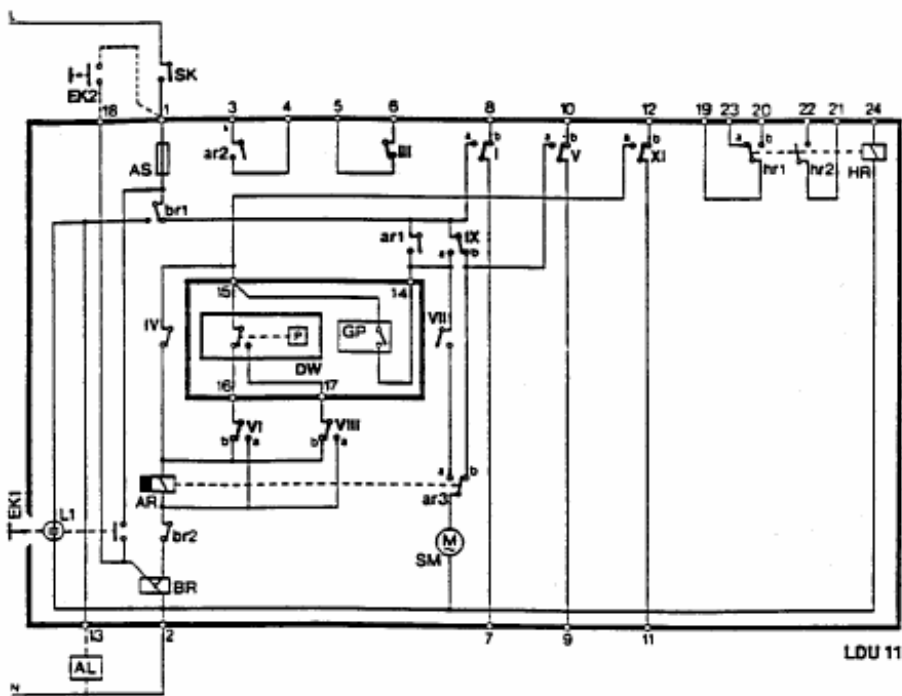 L
EK2
SK
18 1 3 4 5 6 8 10 12 19 23 20 22 21 24
AS
ar2
III
a b I
a b V
a b XI
a b hr1
hr2
HR
br1
ar1
IX
a b
15 14
IV
P
GP
VII
DW
16 17
VI
b a
VIII
b a
AR
a b
ar3
EK1
L1
br2
M
SM
BR
13 2 7 9 11
LDU 11
AL
N